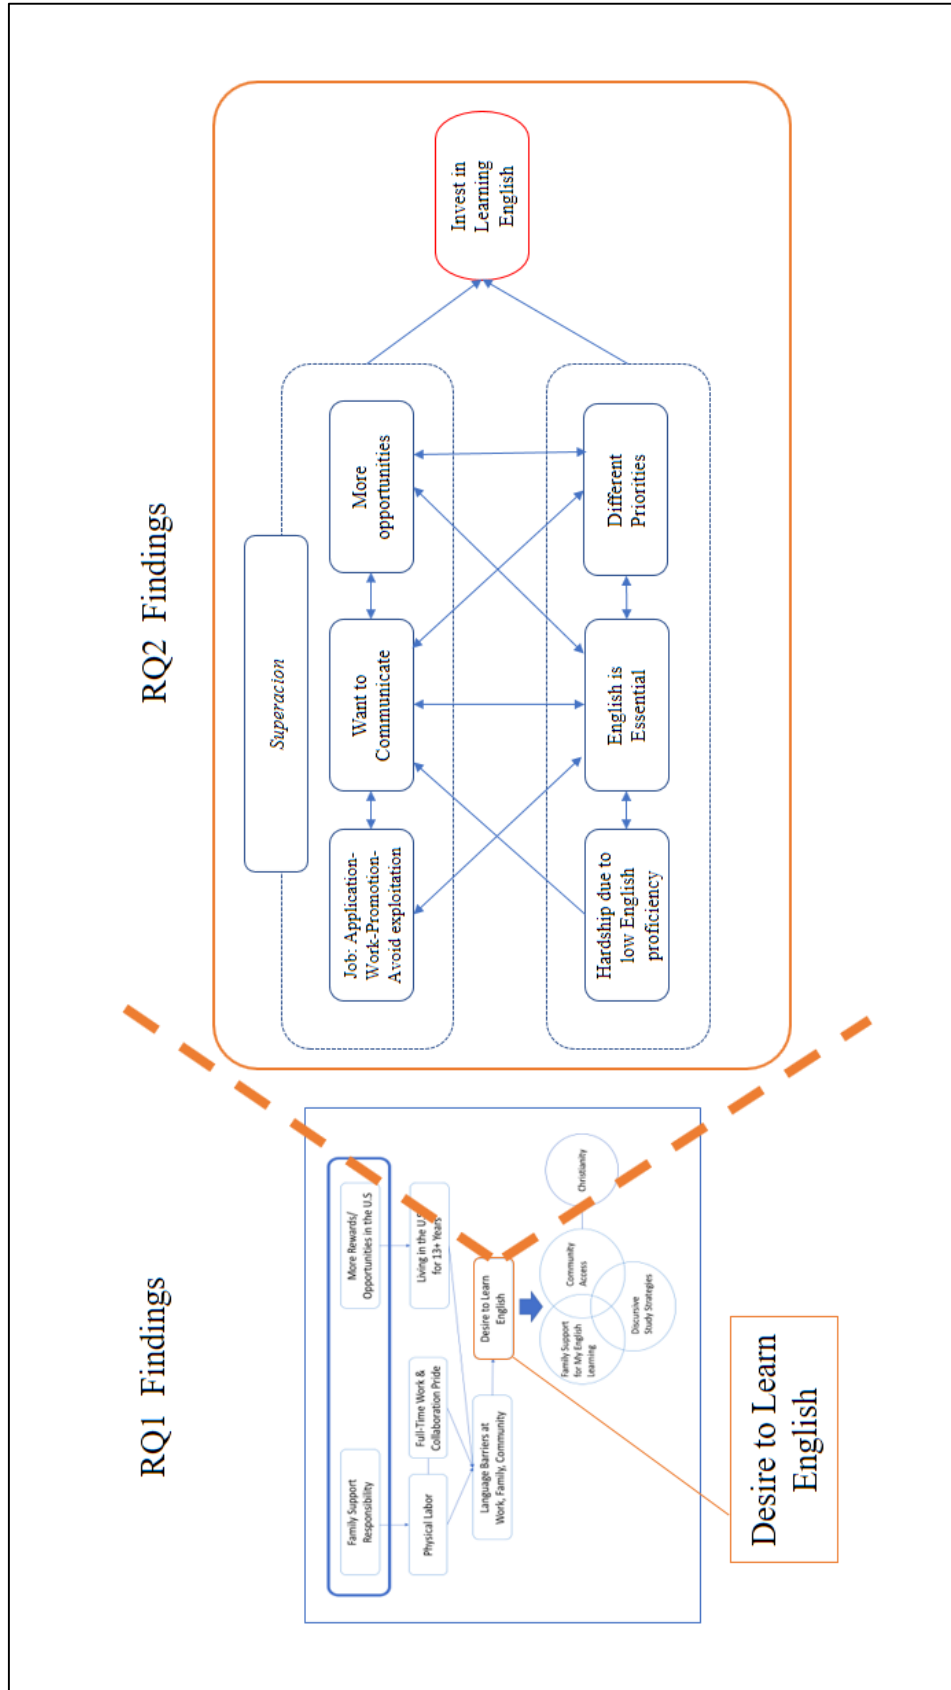 RQ1 Findings
Family Support
Responsibility
More Rewards/
Opportunities in the U.S
Physical Labor
Full-Time Work &
Collaboration Pride
Living in the U.S
for 13+ Years
Language Barriers at
Work, Family, Community
Desire to Learn
English
Family Support
for My English
Learning
Community
Access
Christianity
Discursive
Study Strategies
Desire to Learn
English
RQ2 Findings
Superacion
Job: Application-
Work-Promotion-
Avoid exploitation
Want to
Communicate
More
opportunities
Hardship due to
low English
proficiency
English is
Essential
Different
Priorities
Invest in
Learning
English